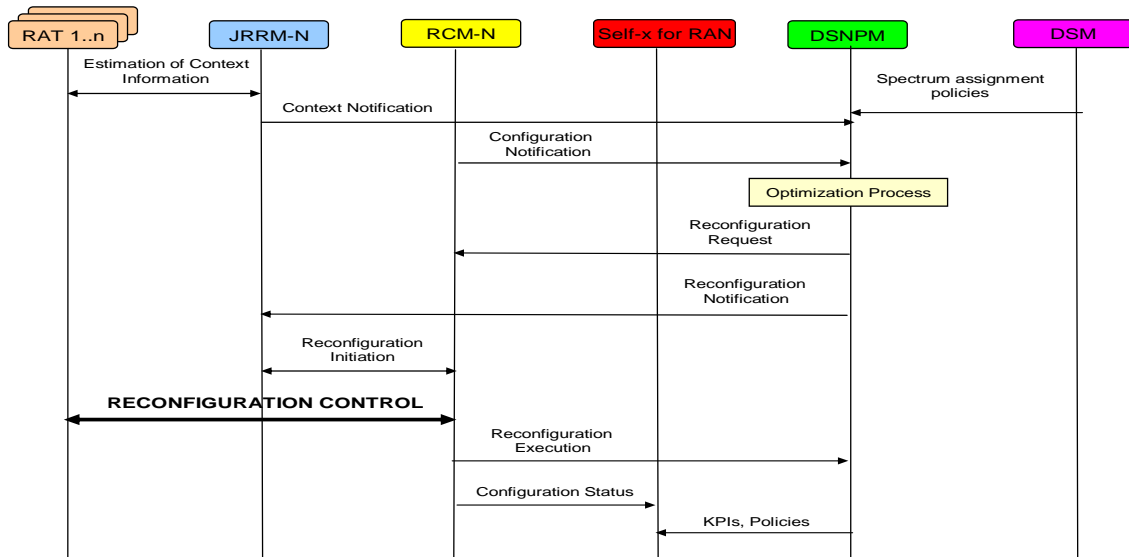 RAT 1..n
JRRM-N
RCM-N
Self-x for RAN
DSNPM
DSM
Estimation of Context
Information
Spectrum assignment
policies
Context Notification
Configuration
Notification
Optimization Process
Reconfiguration
Request
Reconfiguration
Notification
Reconfiguration
Initiation
RECONFIGURATION CONTROL
Reconfiguration
Execution
Configuration Status
KPIs, Policies